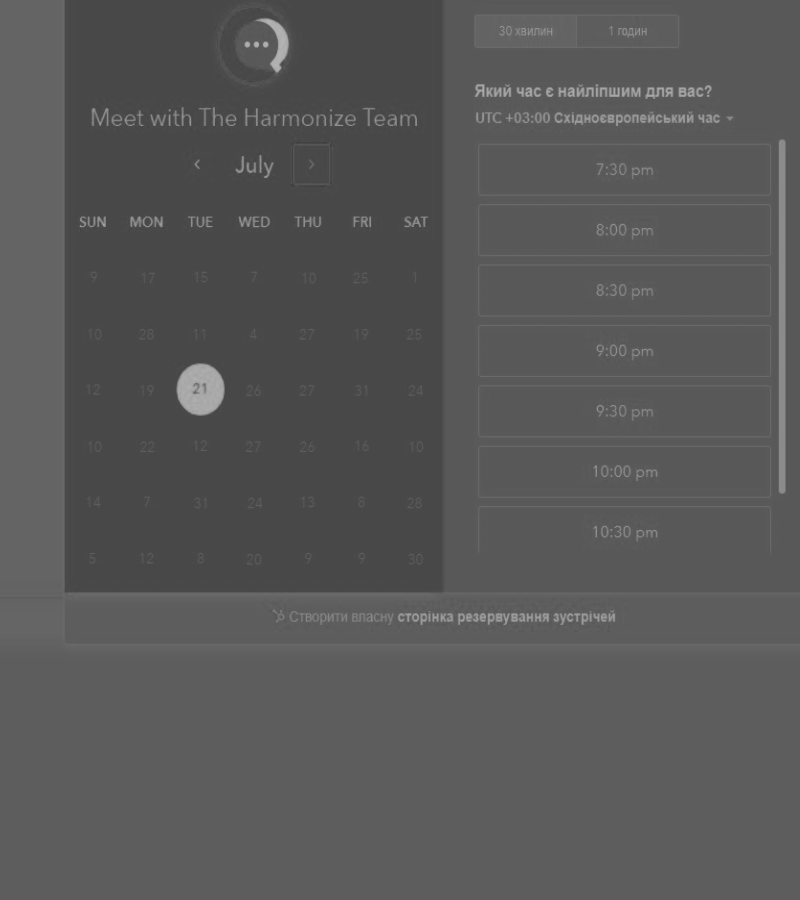 30 хвилин 1 годин
Meet with The Harmonize Team
Який час є найліпшим для вас?
UTC +03:00 Східноєвропейський час
July
SUN MON TUE WED THU FRI SAT
9 17 15 7 10 25 1
10 28 11 4 27 19 25
12 19 21 26 27 31 24
10 22 12 27 26 16 10
14 7 31 24 13 8 28
5 12 8 20 9 9 30
7:30 pm
8:00 pm
8:30 pm
9:00 pm
9:30 pm
10:00 pm
10:30 pm
Створити власну сторінка резервування зустрічей